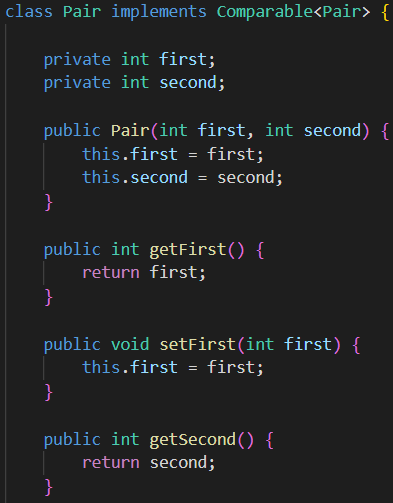 class Pair implements Comparable<Pair> {
private int first;
private int second;
public Pair(int first, int second) {
this.first = first;
this.second = second;
}
public int getFirst() {
return first;
}
public void setFirst(int first) {
this.first = first;
}
public int getSecond() {
return second;
}